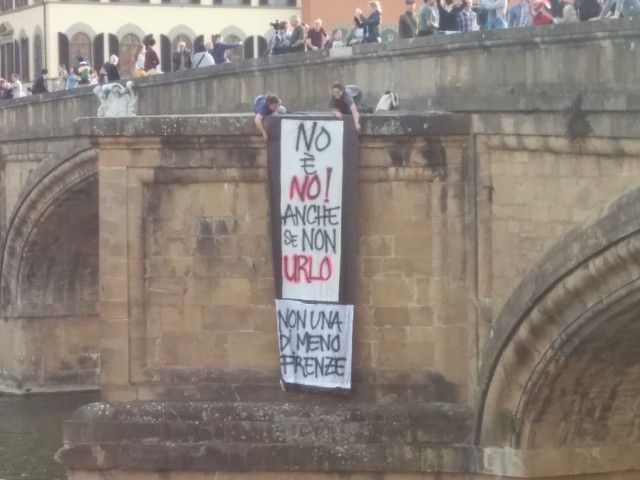 NO
È
NO!
ANCHE
SE NON
URLO
NON UNA
DI MENO
FIRENZE